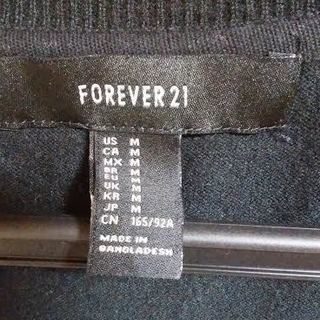 FOREVER 21
US M
CA M
MX M
BR M
EU M
UK M
KR M
JP M
CN 165/92A
MADE IN
BANGLADESH